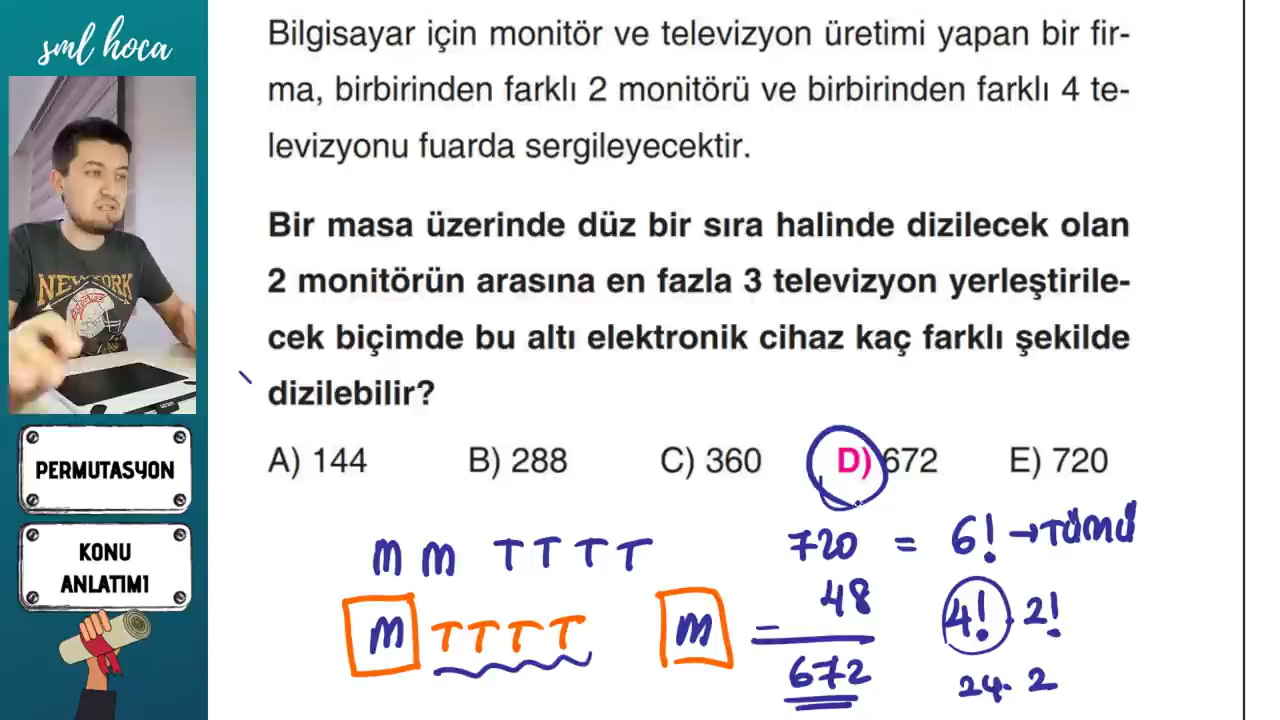 sml hoca
NEW YORK
PERMUTASYON
KONU
ANLATIMI
Bilgisayar için monitör ve televizyon üretimi yapan bir fir-
ma, birbirinden farklı 2 monitörü ve birbirinden farklı 4 te-
levizyonu fuarda sergileyecektir.
Bir masa üzerinde düz bir sıra halinde dizilecek olan
2 monitörün arasına en fazla 3 televizyon yerleştirile-
cek biçimde bu altı elektronik cihaz kaç farklı şekilde
dizilebilir?
A) 144 B) 288 C) 360 D) 672 E) 720
m m T T T T
m T T T T m
720 = 6! → TÜMÜ
- 48 4! . 2!
= 672 24 . 2